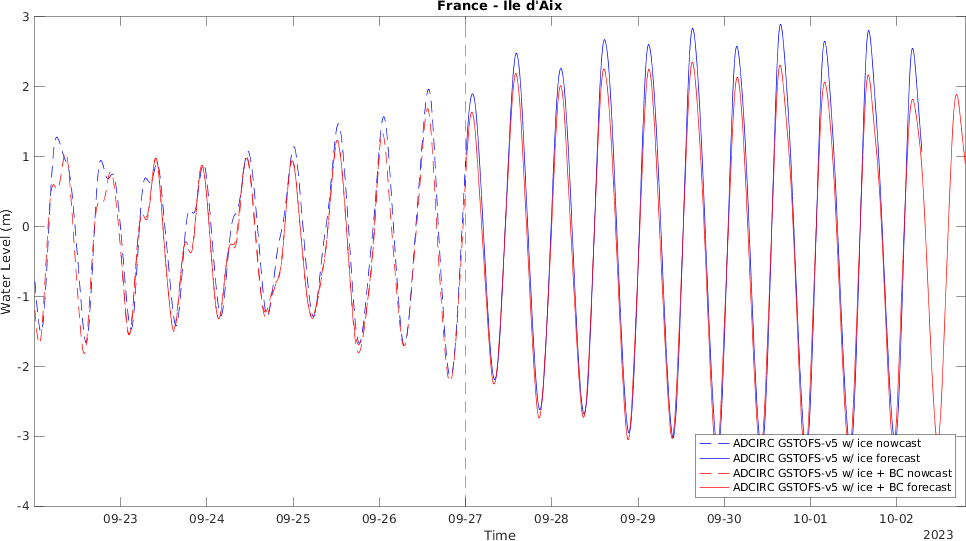 France - Ile d'Aix
Water Level (m)
3
2
1
0
-1
-2
-3
-4
09-23
09-24
09-25
09-26
09-27
09-28
09-29
09-30
10-01
10-02
Time
2023
ADCIRC GSTOFS-v5 w/ ice nowcast
ADCIRC GSTOFS-v5 w/ ice forecast
ADCIRC GSTOFS-v5 w/ ice + BC nowcast
ADCIRC GSTOFS-v5 w/ ice + BC forecast